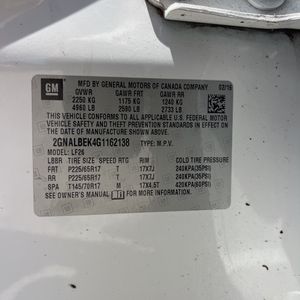 GM
MFD BY GENERAL MOTORS OF CANADA COMPANY 02/16
GVWR GAWR FRT GAWR RR
2250 KG 1175 KG 1240 KG
4960 LB 2590 LB 2733 LB
THIS VEHICLE CONFORMS TO ALL APPLICABLE U.S. FEDERAL MOTOR
VEHICLE SAFETY AND THEFT PREVENTION STANDARDS IN EFFECT ON
THE DATE OF MANUFACTURE SHOWN ABOVE.
2GNALBEK4G1162138 TYPE: M.P.V.
MODEL: LF26
LBBR TIRE SIZE SPEED RTG RIM COLD TIRE PRESSURE
FRT P225/65R17 T 17X7J 240KPA(35PSI)
RR P225/65R17 T 17X7J 240KPA(35PSI)
SPA T145/70R17 M 17X4.5T 420KPA(60PSI)
SEE OWNER'S MANUAL FOR MORE INFORMATION.